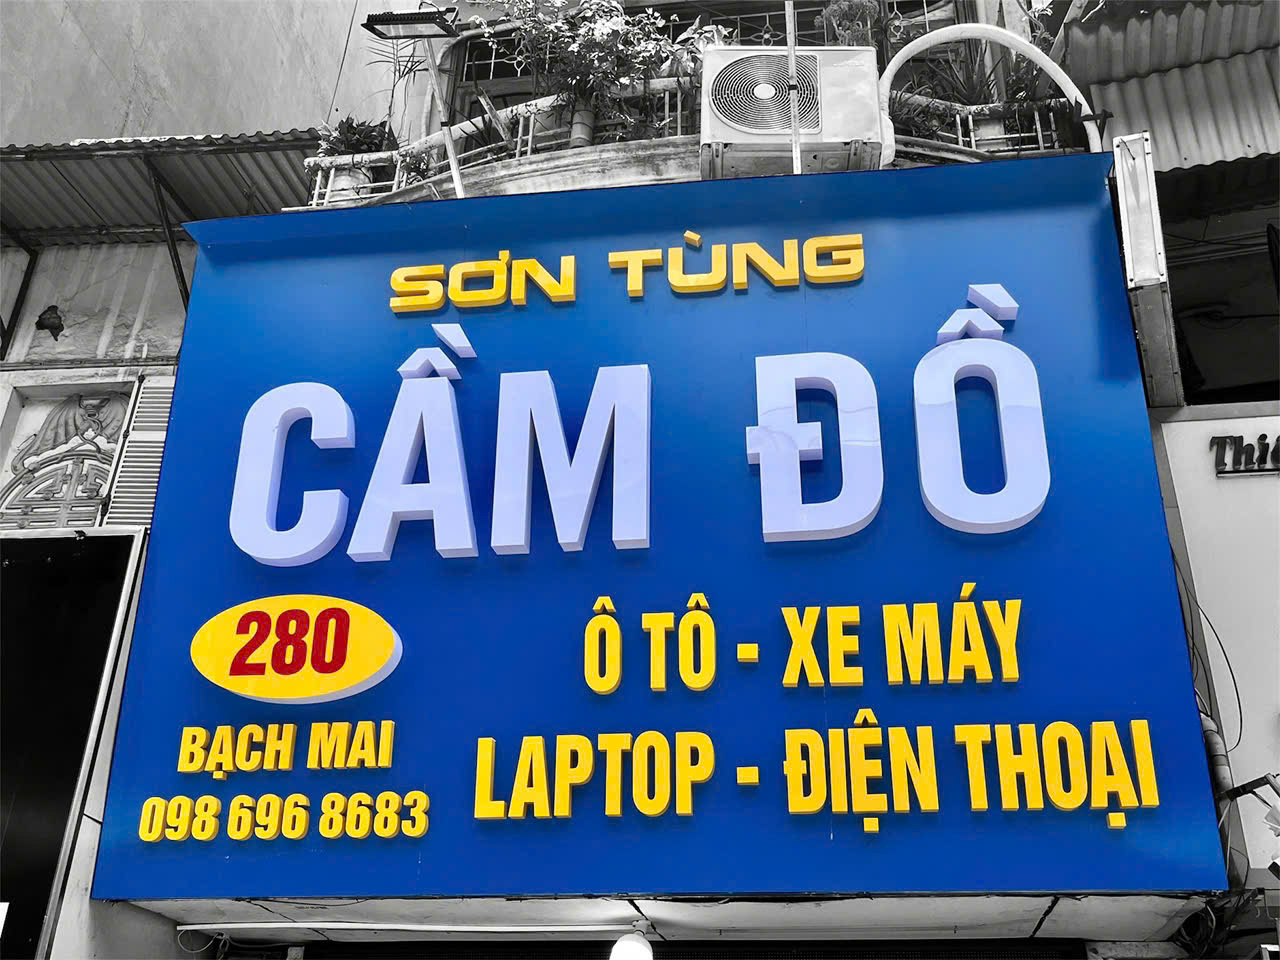 SƠN TÙNG
CẦM ĐỒ
280
BẠCH MAI
098 696 8683
Ô TÔ - XE MÁY
LAPTOP - ĐIỆN THOẠI